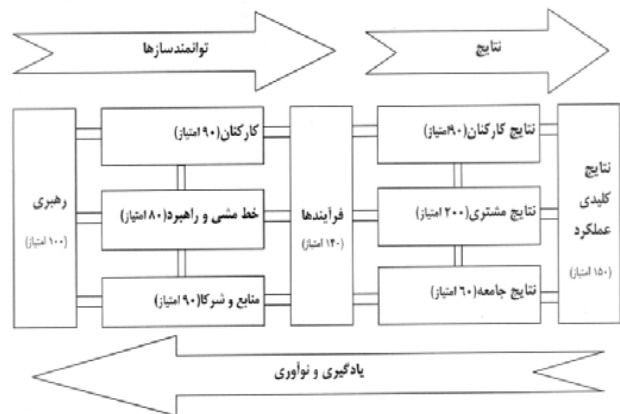 توانمندسازها
نتایج
رهبری
(۱۰۰ امتیاز)
کارکنان(۹۰ امتیاز)
خط مشی و راهبرد(۸۰ امتیاز)
منابع و شرکا(۹۰ امتیاز)
فرآیندها
(۱۴۰ امتیاز)
نتایج کارکنان(۹۰امتیاز)
نتایج مشتری(۲۰۰ امتیاز)
نتایج جامعه(۶۰ امتیاز)
نتایج
کلیدی
عملکرد
(۱۵۰ امتیاز)
یادگیری و نوآوری